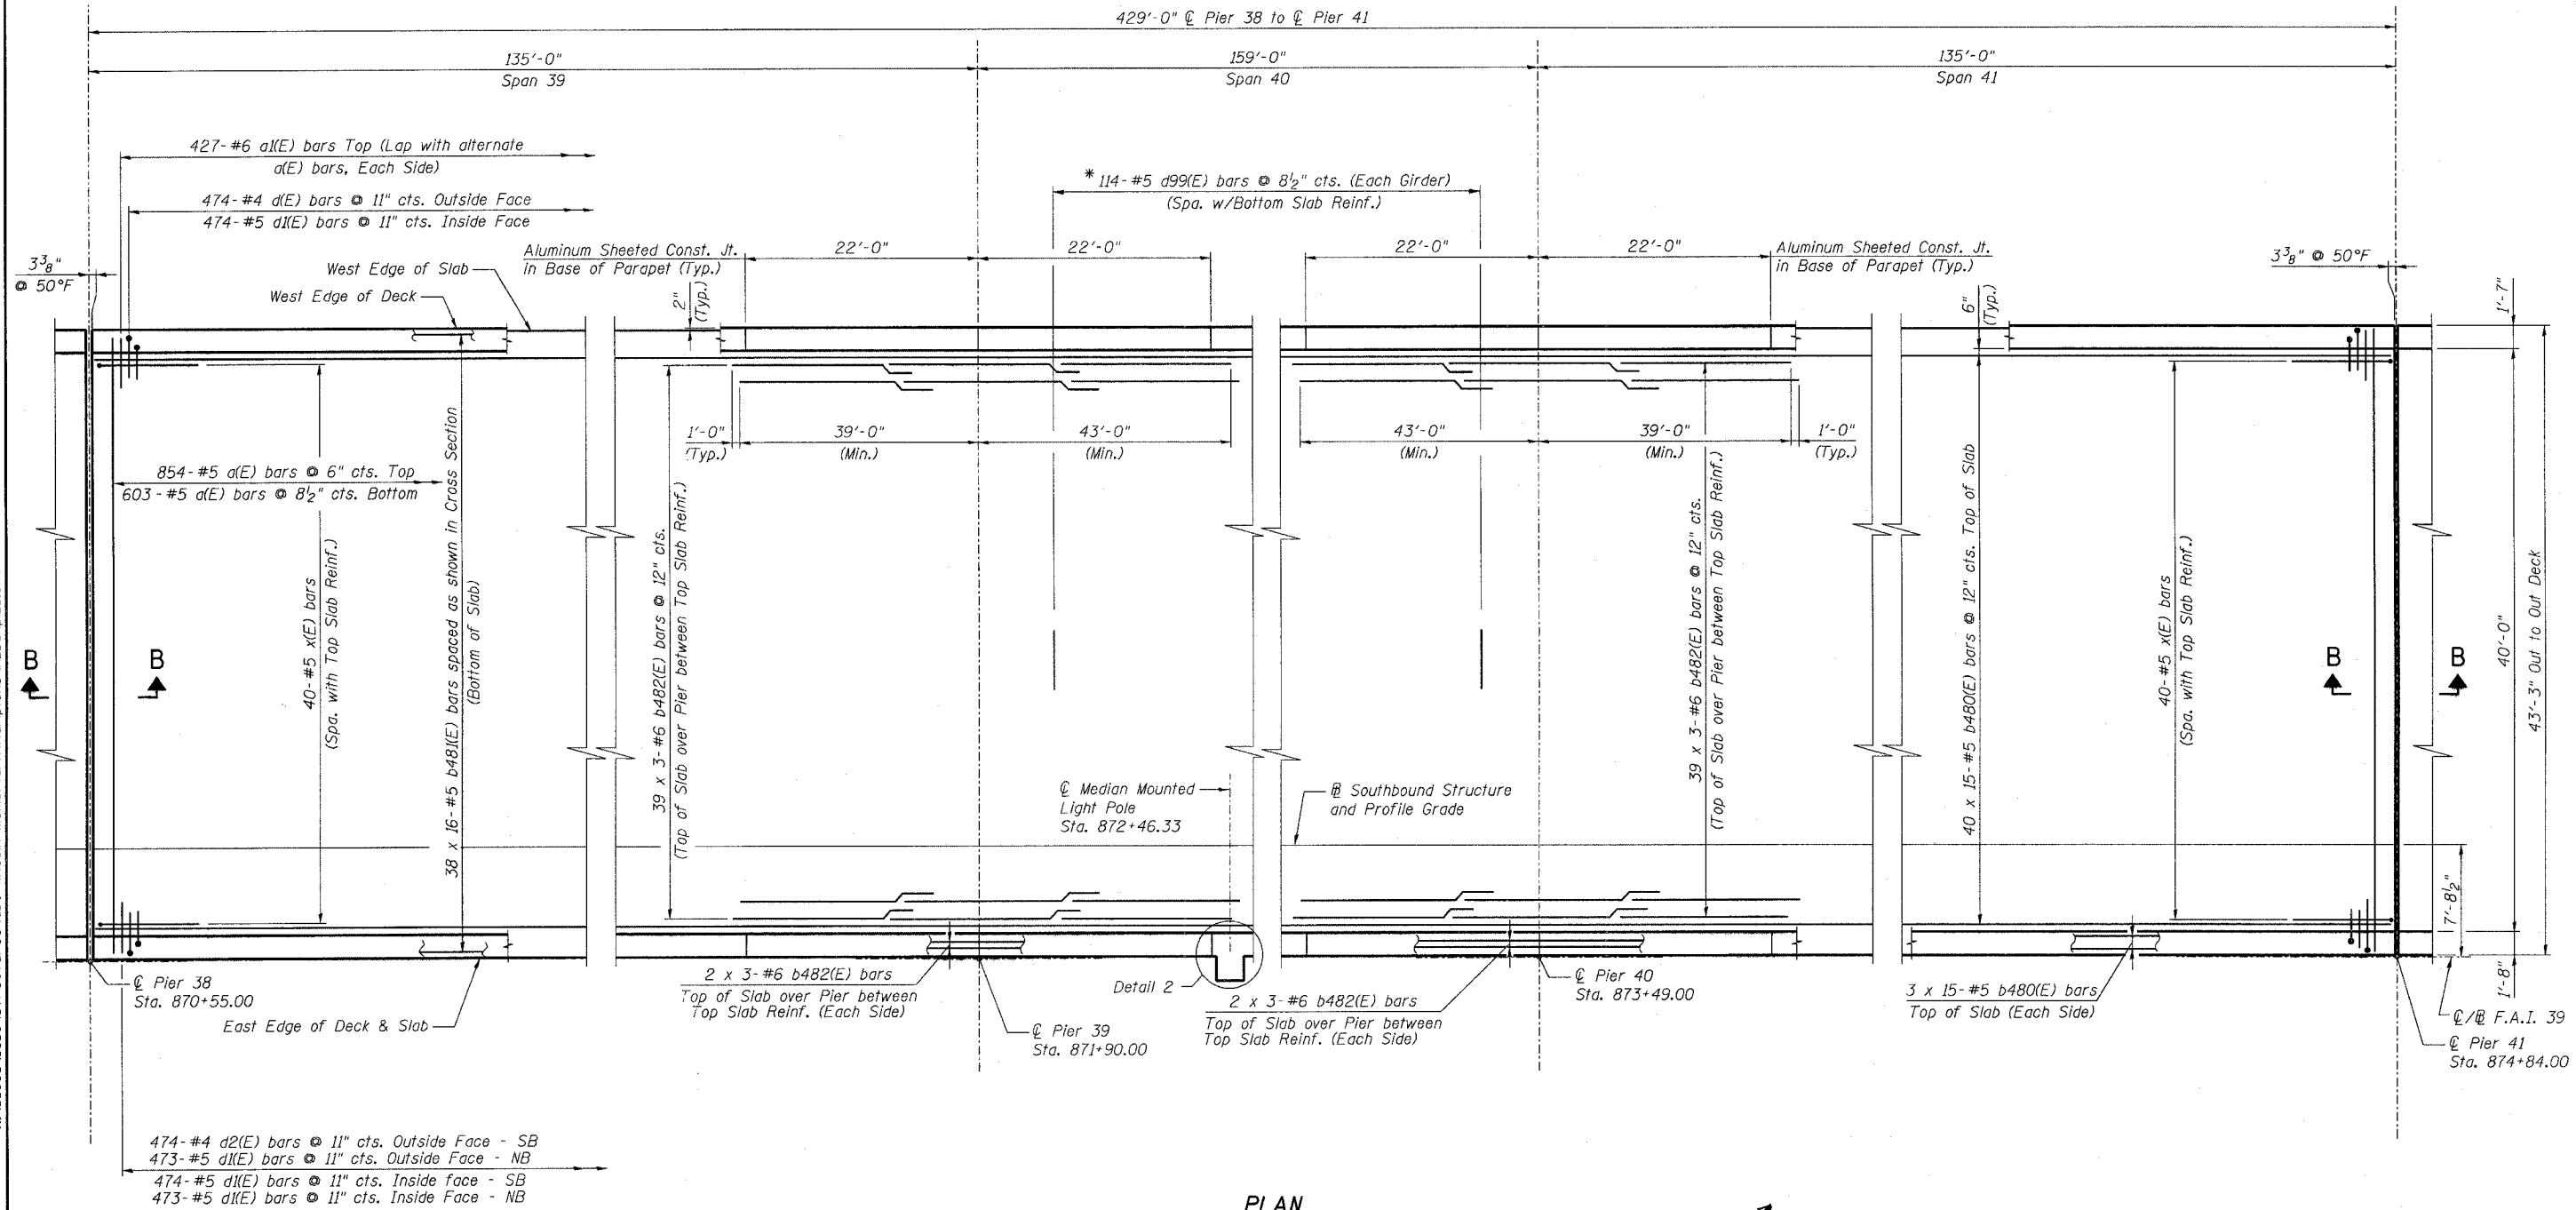 429'-0" ℄ Pier 38 to ℄ Pier 41
135'-0"
Span 39
159'-0"
Span 40
135'-0"
Span 41
427-#6 a1(E) bars Top (Lap with alternate
a(E) bars, Each Side)
474-#4 d(E) bars @ 11" cts. Outside Face
474-#5 d1(E) bars @ 11" cts. Inside Face
* 114-#5 d99(E) bars @ 8½" cts. (Each Girder)
(Spa. w/Bottom Slab Reinf.)
3⅜"
@ 50°F
West Edge of Slab
West Edge of Deck
Aluminum Sheeted Const. Jt.
in Base of Parapet (Typ.)
22'-0"
22'-0"
22'-0"
22'-0"
Aluminum Sheeted Const. Jt.
in Base of Parapet (Typ.)
3⅜" @ 50°F
2"
(Typ.)
6"
(Typ.)
1'-7"
1'-0"
(Typ.)
39'-0"
(Min.)
43'-0"
(Min.)
43'-0"
(Min.)
39'-0"
(Min.)
1'-0"
(Typ.)
854-#5 a(E) bars @ 6" cts. Top
603-#5 a(E) bars @ 8½" cts. Bottom
40-#5 x(E) bars
(Spa. with Top Slab Reinf.)
38 x 16-#5 b481(E) bars spaced as shown in Cross Section
(Bottom of Slab)
39 x 3-#6 b482(E) bars @ 12" cts.
(Top of Slab over Pier between Top Slab Reinf.)
39 x 3-#6 b482(E) bars @ 12" cts.
(Top of Slab over Pier between Top Slab Reinf.)
40 x 15-#5 b480(E) bars @ 12" cts. Top of Slab
40-#5 x(E) bars
(Spa. with Top Slab Reinf.)
40'-0"
43'-3" Out to Out Deck
B
B
B
B
℄ Median Mounted
Light Pole
Sta. 872+46.33
B̶L Southbound Structure
and Profile Grade
7'-8½"
1'-8"
℄ Pier 38
Sta. 870+55.00
East Edge of Deck & Slab
2 x 3-#6 b482(E) bars
Top of Slab over Pier between
Top Slab Reinf. (Each Side)
℄ Pier 39
Sta. 871+90.00
Detail 2
2 x 3-#6 b482(E) bars
Top of Slab over Pier between
Top Slab Reinf. (Each Side)
℄ Pier 40
Sta. 873+49.00
3 x 15-#5 b480(E) bars
Top of Slab (Each Side)
℄/B̶L F.A.I. 39
℄ Pier 41
Sta. 874+84.00
474-#4 d2(E) bars @ 11" cts. Outside Face - SB
473-#5 d1(E) bars @ 11" cts. Outside Face - NB
474-#5 d1(E) bars @ 11" cts. Inside face - SB
473-#5 d1(E) bars @ 11" cts. Inside Face - NB
PLAN